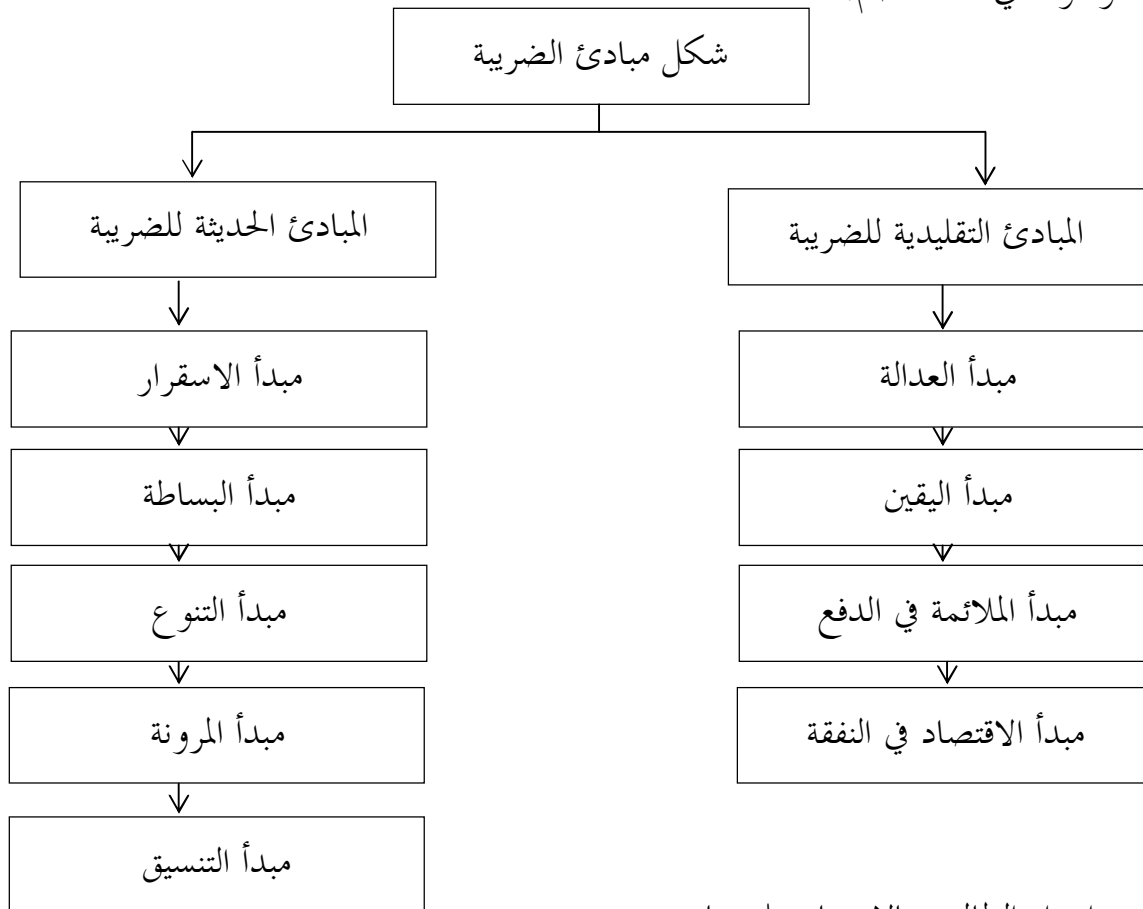 شكل مبادئ الضريبة
المبادئ التقليدية للضريبة
مبدأ العدالة
مبدأ اليقين
مبدأ الملائمة في الدفع
مبدأ الاقتصاد في النفقة
المبادئ الحديثة للضريبة
مبدأ الاسقرار
مبدأ البساطة
مبدأ التنوع
مبدأ المرونة
مبدأ التنسيق